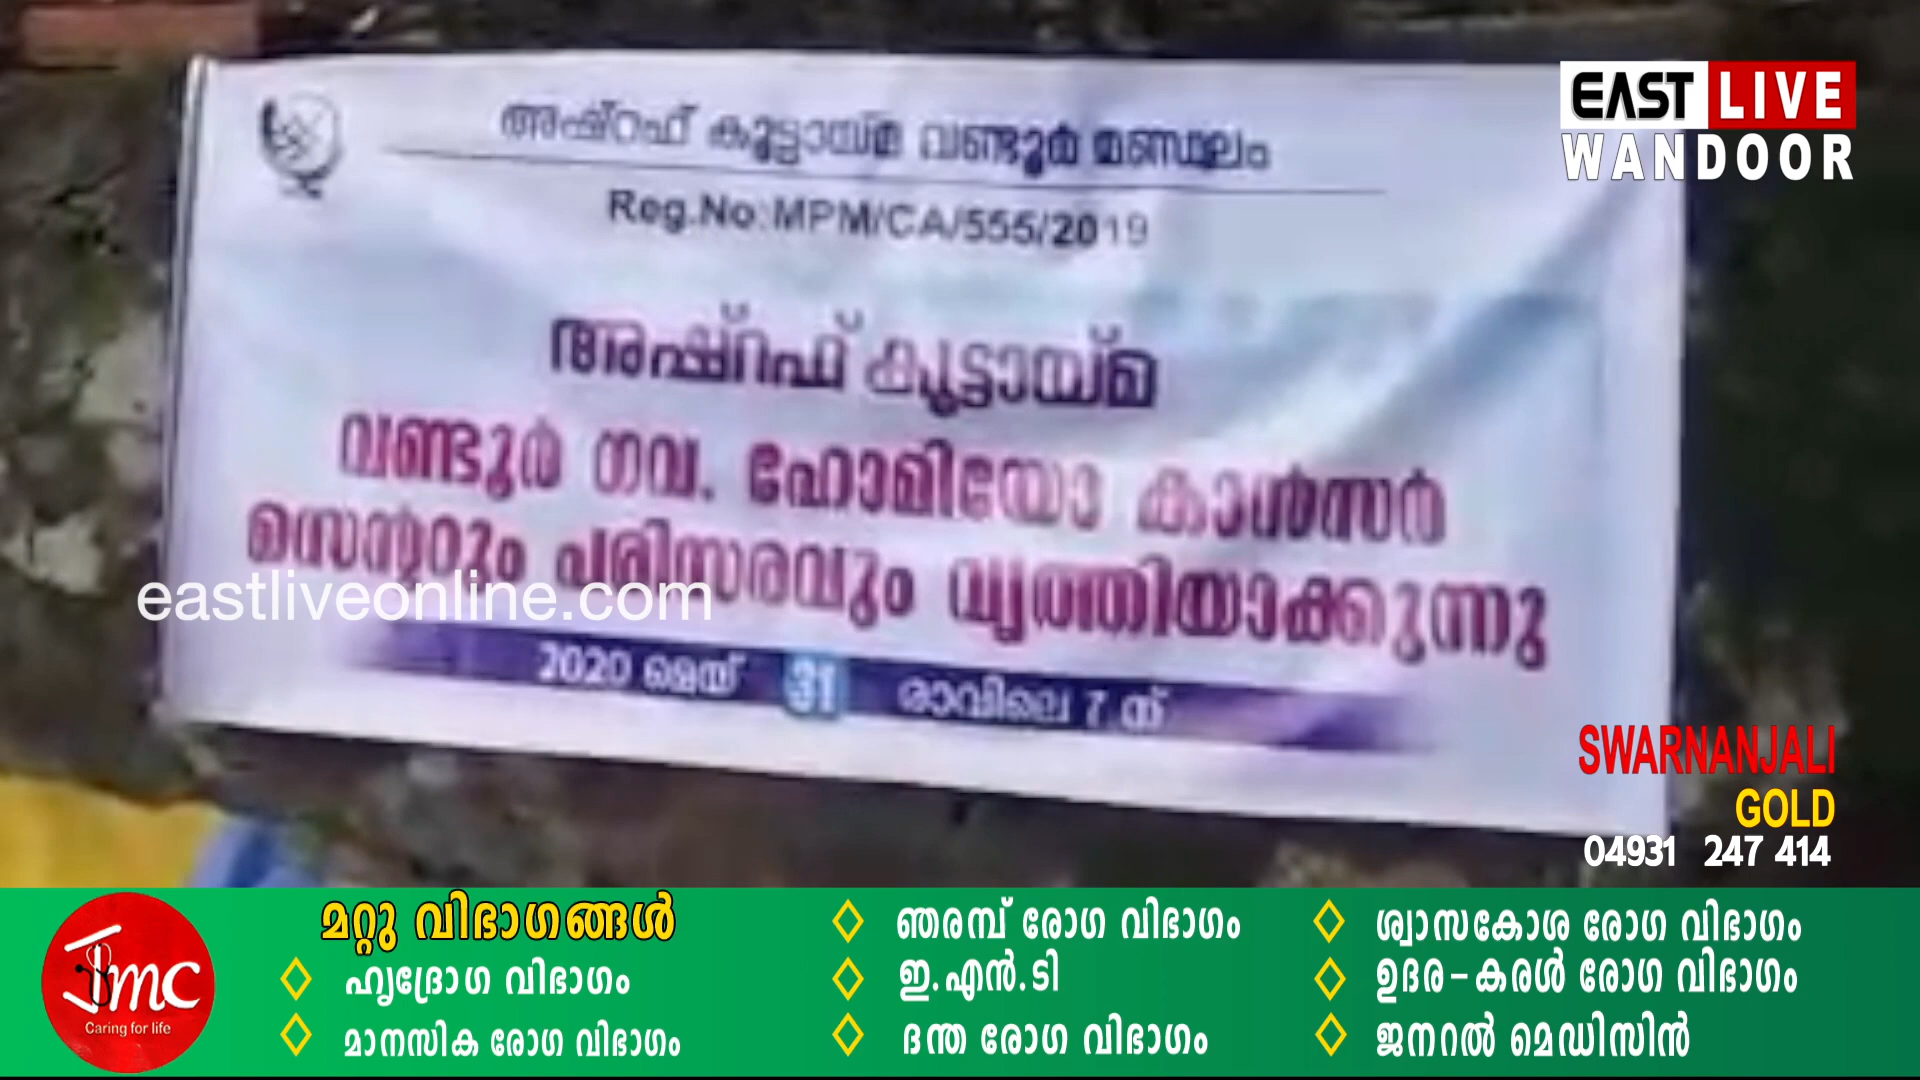 EAST LIVE
WANDOOR
അഷ്റഫ് കൂട്ടായ്മ വണ്ടൂർ മണ്ഡലം
Reg.No:MPM/CA/555/2019
അഷ്റഫ് കൂട്ടായ്മ
വണ്ടൂർ ഗവ. ഹോമിയോ കാൻസർ
സെന്ററും പരിസരവും വൃത്തിയാക്കുന്നു
eastliveonline.com
2020 മെയ് 31 രാവിലെ 7 ന്
SWARNANJALI
GOLD
04931 247 414
Jmc
Caring for life
മറ്റു വിഭാഗങ്ങൾ
ഹൃദ്രോഗ വിഭാഗം
മാനസിക രോഗ വിഭാഗം
ഞരമ്പ് രോഗ വിഭാഗം
ഇ.എൻ.ടി
ദന്ത രോഗ വിഭാഗം
ശ്വാസകോശ രോഗ വിഭാഗം
ഉദര-കരൾ രോഗ വിഭാഗം
ജനറൽ മെഡിസിൻ